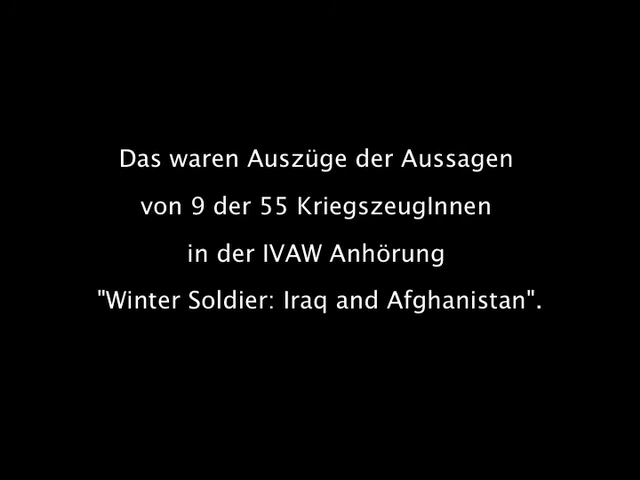 Das waren Auszüge der Aussagen
von 9 der 55 KriegszeugInnen
in der IVAW Anhörung
"Winter Soldier: Iraq and Afghanistan".